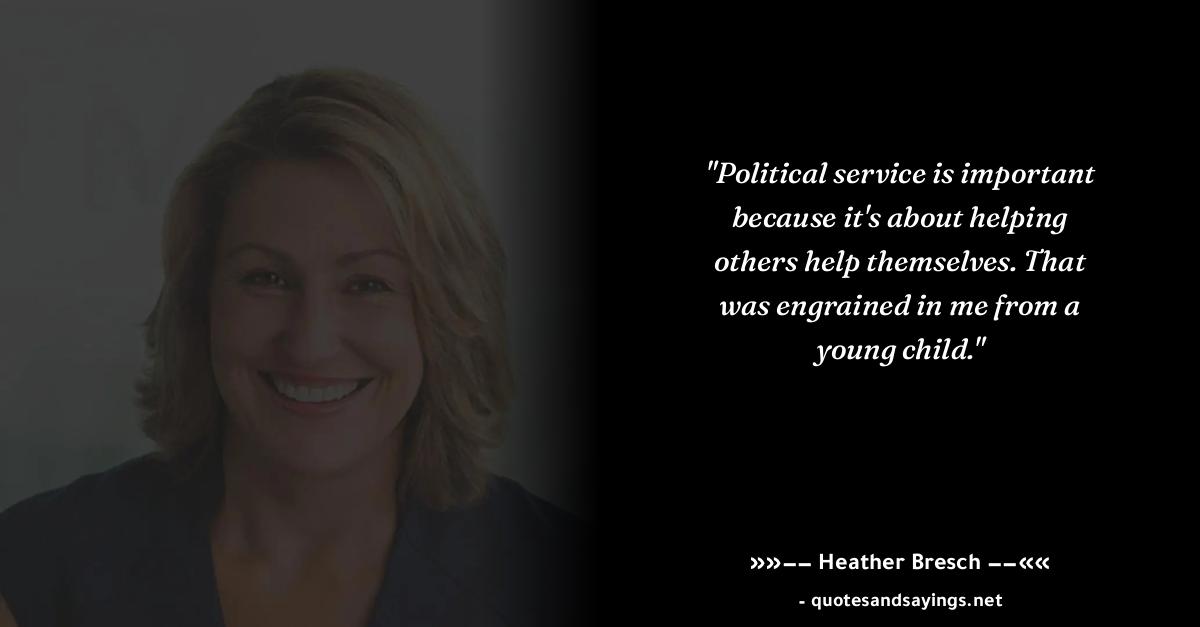 "Political service is important
because it's about helping
others help themselves. That
was engrained in me from a
young child."
»»−− Heather Bresch −−««
- quotesandsayings.net